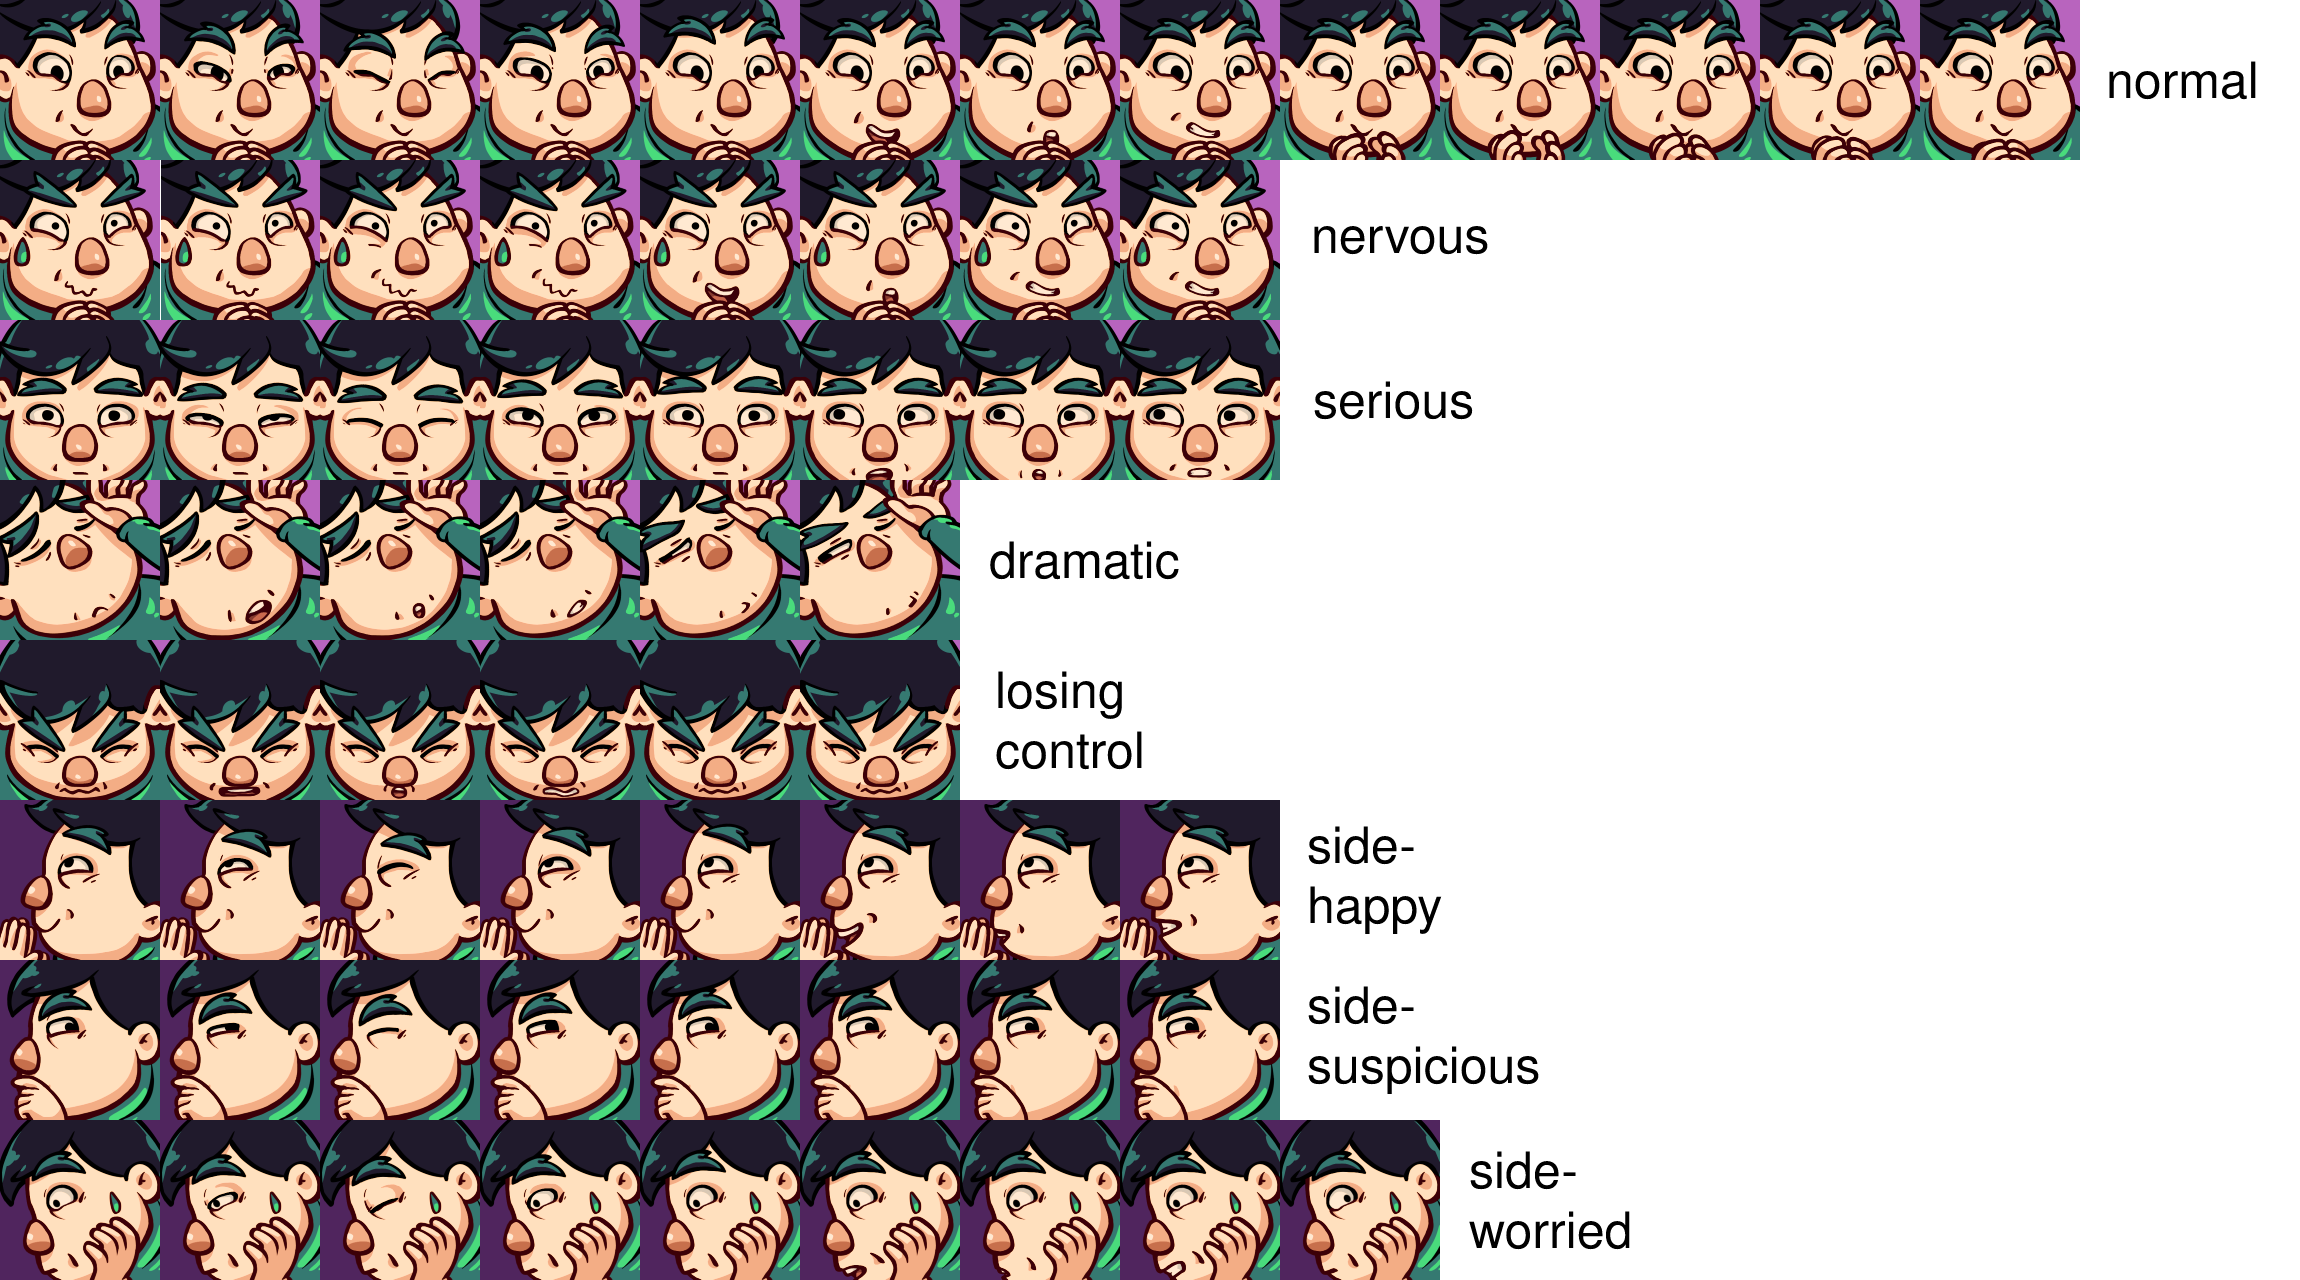 normal
nervous
serious
dramatic
losing
control
side-
happy
side-
suspicious
side-
worried